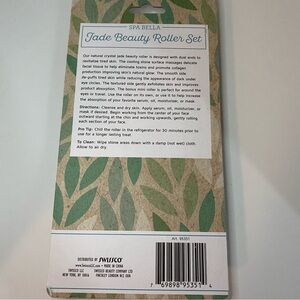 SPA BELLA
Jade Beauty Roller Set
Our natural crystal jade beauty roller is designed with dual ends to
revitalize tired skin. The cooling stone surface massages delicate
facial tissue to help eliminate toxins and promote collagen
production improving skin's natural glow. The smooth side
de-puffs tired skin reducing the appearance of dark under
eye circles. The textured side gently exfoliates skin and improves
product absorption. The bonus mini roller is perfect for around the
eyes or travel. Use the roller on its own, or use it to help increase
the absorption of your favorite serum, oil, moisturizer, or mask.
Directions: Cleanse and dry skin. Apply serum, oil, moisturizer, or
mask if desired. Begin working from the center of your face
outward starting at the chin and working upwards, gently rolling
each section of your face.
Pro Tip: Chill the roller in the refrigerator for 30 minutes prior to
use for a longer lasting treat.
To Clean: Wipe stone areas down with a damp (not wet) cloth.
Allow to air dry.
Art. 95351
DISTRIBUTED BY SWISSCO®
www.SwisscoLLC.com • MADE IN CHINA
SWISSCO LLC SWISSCO BEAUTY COMPANY LTD
NEW YORK, NY 10016 FINCHLEY LONDON
7 69898 95351 4